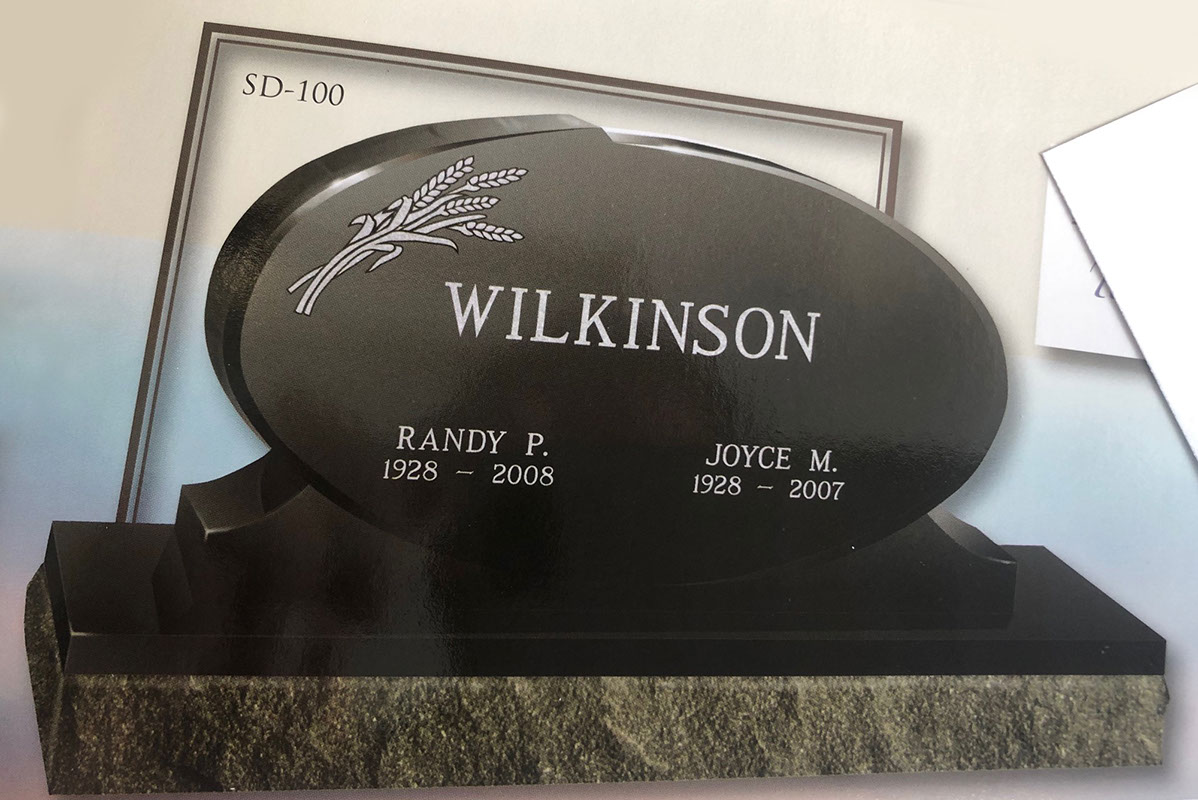 SD-100
WILKINSON
RANDY P.
1928 – 2008
JOYCE M.
1928 – 2007